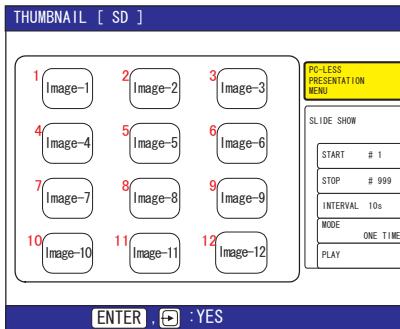 THUMBNAIL [ SD ]
1 Image-1
2 Image-2
3 Image-3
4 Image-4
5 Image-5
6 Image-6
7 Image-7
8 Image-8
9 Image-9
10 Image-10
11 Image-11
12 Image-12
PC-LESS
PRESENTATION
MENU
SLIDE SHOW
START # 1
STOP # 999
INTERVAL 10s
MODE
ONE TIME
PLAY
ENTER , :YES